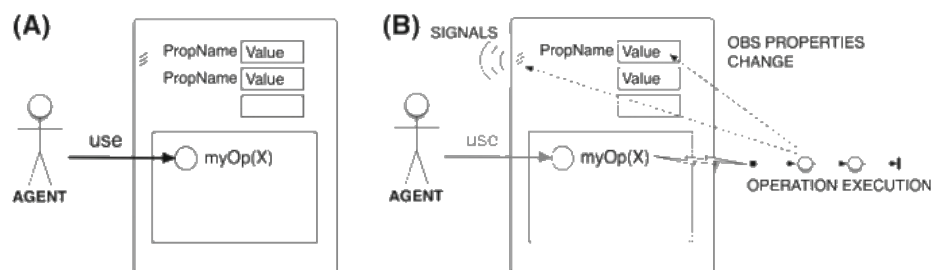 (A)
PropName Value
PropName Value
use
myOp(X)
AGENT
(B)
SIGNALS
PropName Value
Value
OBS PROPERTIES
CHANGE
use
myOp(X)
AGENT
OPERATION EXECUTION